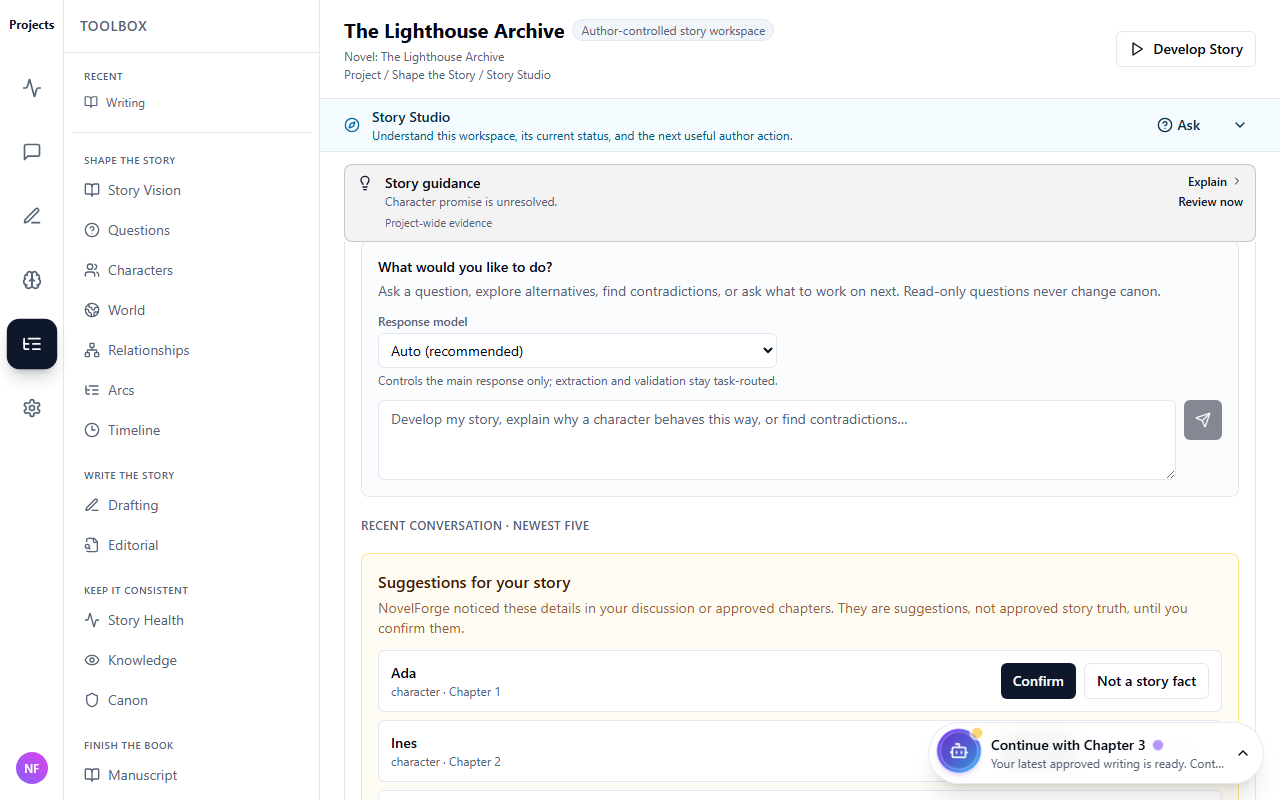 Projects
TOOLBOX
RECENT
Writing
SHAPE THE STORY
Story Vision
Questions
Characters
World
Relationships
Arcs
Timeline
WRITE THE STORY
Drafting
Editorial
KEEP IT CONSISTENT
Story Health
Knowledge
Canon
FINISH THE BOOK
Manuscript
NF
The Lighthouse Archive
Author-controlled story workspace
Novel: The Lighthouse Archive
Project / Shape the Story / Story Studio
Develop Story
Story Studio
Understand this workspace, its current status, and the next useful author action.
Ask
Story guidance
Character promise is unresolved.
Project-wide evidence
Explain
Review now
What would you like to do?
Ask a question, explore alternatives, find contradictions, or ask what to work on next. Read-only questions never change canon.
Response model
Auto (recommended)
Controls the main response only; extraction and validation stay task-routed.
Develop my story, explain why a character behaves this way, or find contradictions...
RECENT CONVERSATION · NEWEST FIVE
Suggestions for your story
NovelForge noticed these details in your discussion or approved chapters. They are suggestions, not approved story truth, until you
confirm them.
Ada
character · Chapter 1
Confirm
Not a story fact
Ines
character · Chapter 2
Continue with Chapter 3
Your latest approved writing is ready. Cont...